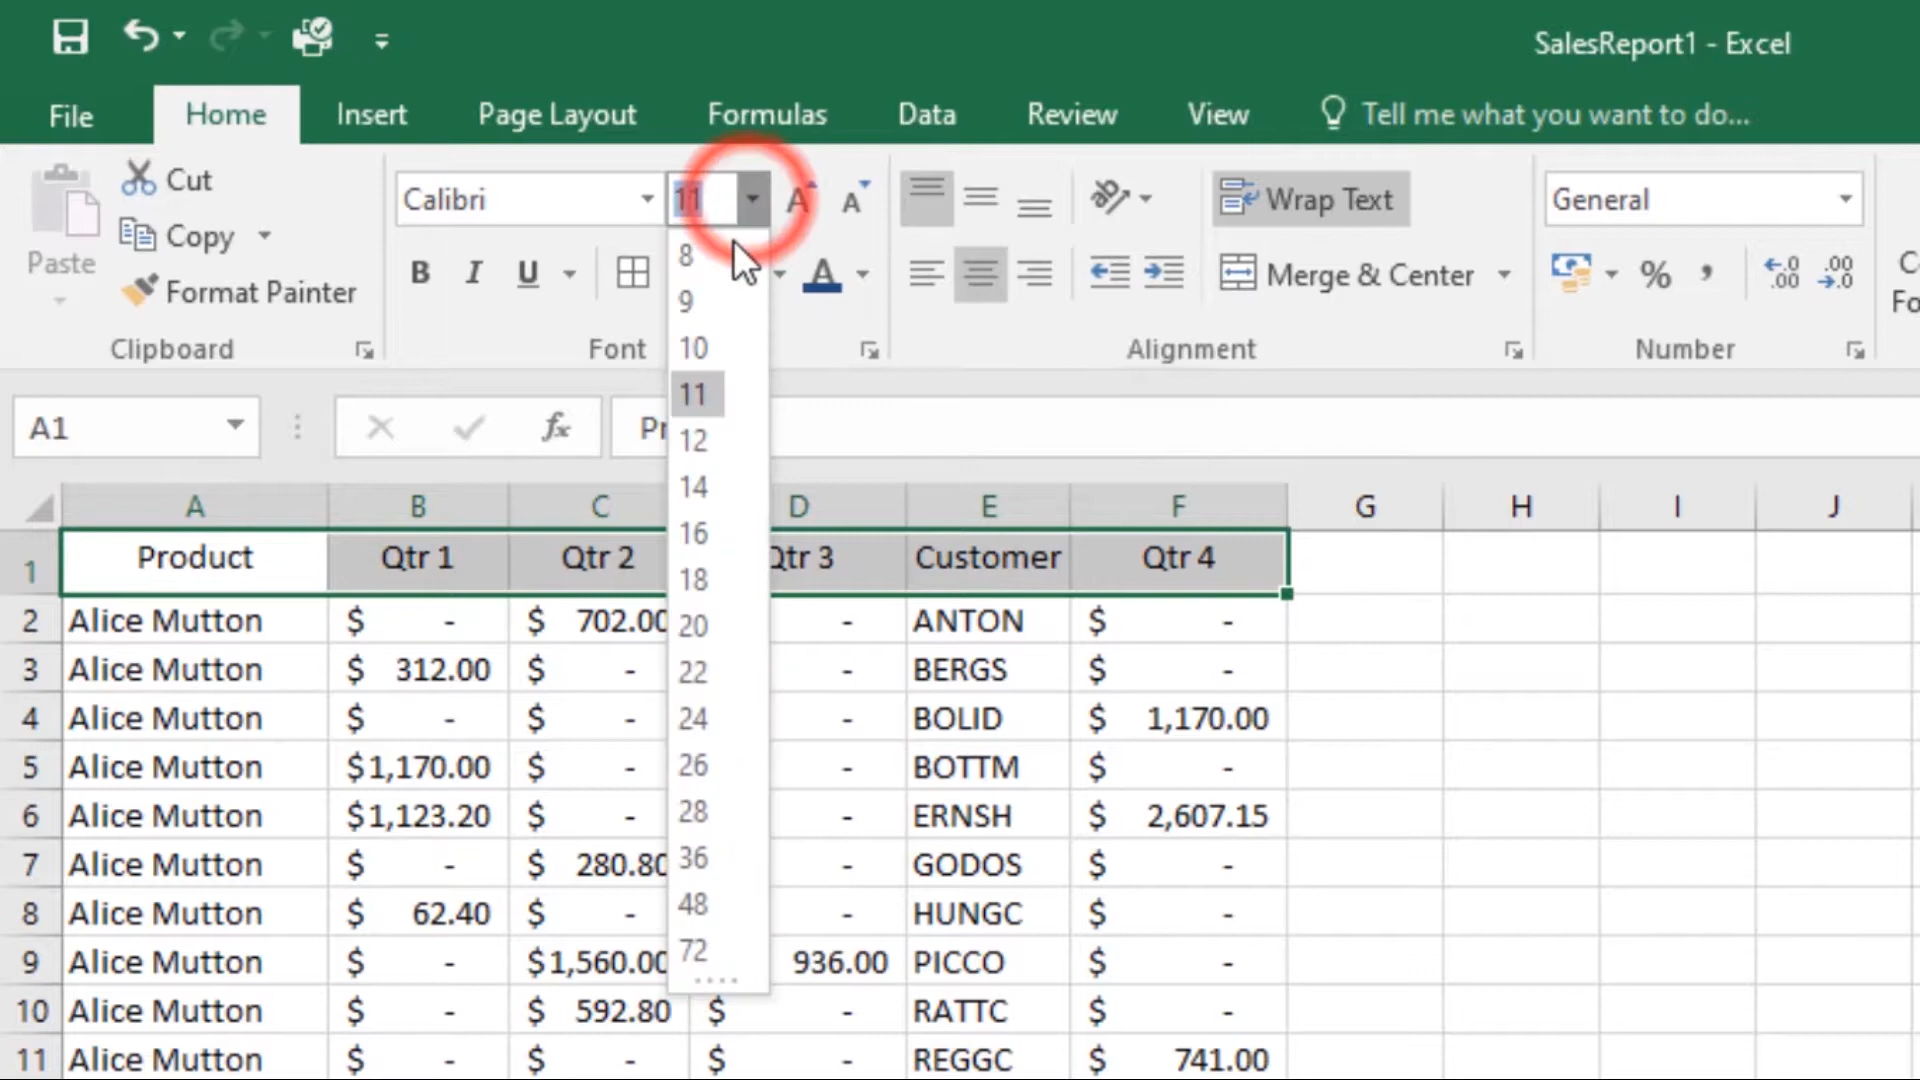 SalesReport1 - Excel
File Home Insert Page Layout Formulas Data Review View Tell me what you want to do...
Paste
Cut
Copy
Format Painter
Clipboard
Calibri 11
B I U A
Font
Wrap Text
Merge & Center
Alignment
General
% ,
Number
8
9
10
11
12
14
16
18
20
22
24
26
28
36
48
72
A1 fx
A B C D E F G H I J
1 Product Qtr 1 Qtr 2 Qtr 3 Customer Qtr 4
2 Alice Mutton $ - $ 702.00 - ANTON $ -
3 Alice Mutton $ 312.00 $ - - BERGS $ -
4 Alice Mutton $ - $ - - BOLID $ 1,170.00
5 Alice Mutton $1,170.00 $ - - BOTTM $ -
6 Alice Mutton $1,123.20 $ - - ERNSH $ 2,607.15
7 Alice Mutton $ - $ 280.80 - GODOS $ -
8 Alice Mutton $ 62.40 $ - - HUNGC $ -
9 Alice Mutton $ - $1,560.00 936.00 PICCO $ -
10 Alice Mutton $ - $ 592.80 $ - RATTC $ -
11 Alice Mutton $ - $ - $ - REGGC $ 741.00